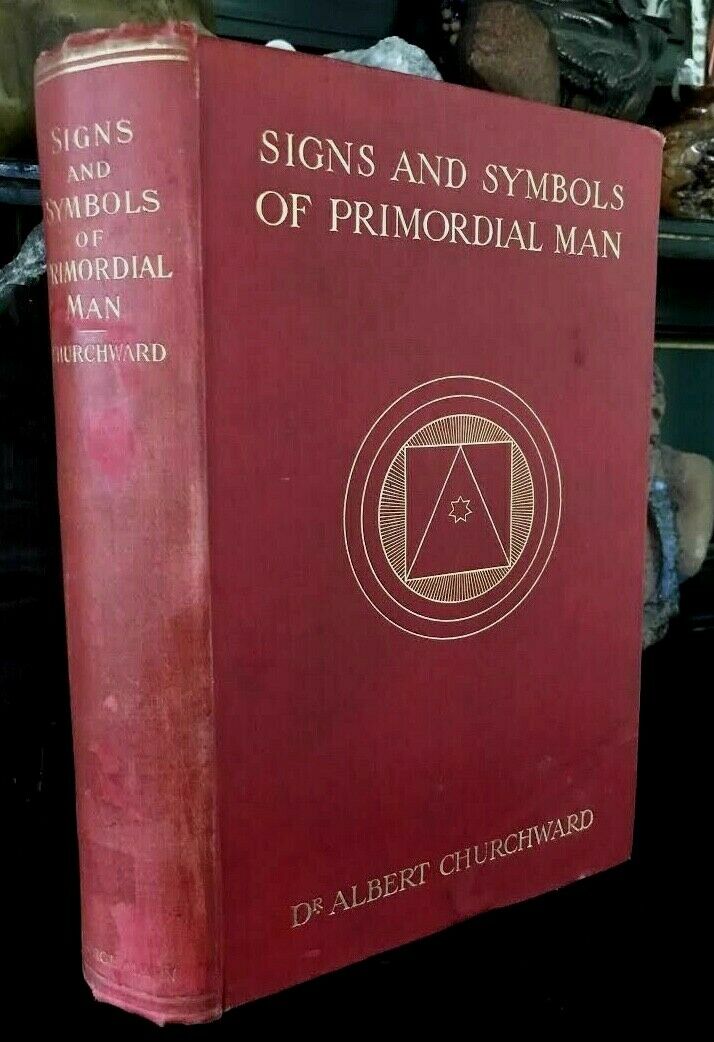 SIGNS
AND
SYMBOLS
OF
PRIMORDIAL
MAN
CHURCHWARD
SIGNS AND SYMBOLS
OF PRIMORDIAL MAN
DR ALBERT CHURCHWARD